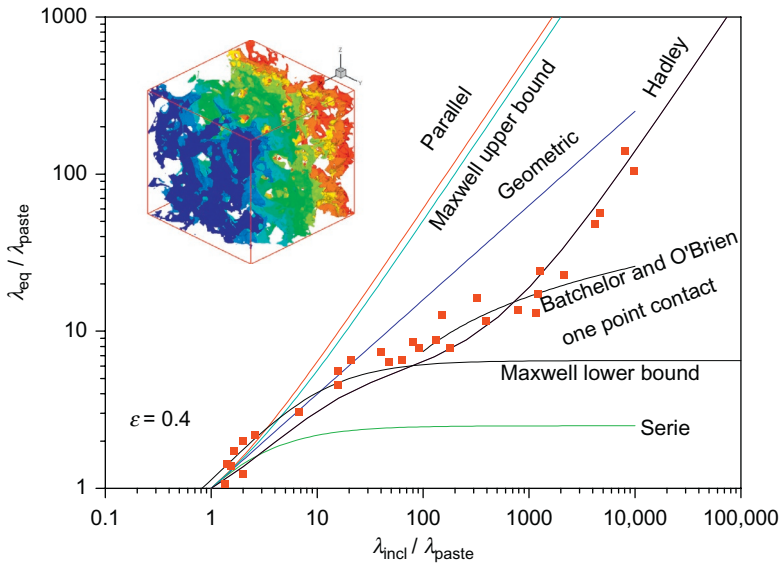 1000
100
10
1
0.1
1
10
100
1000
10,000
100,000
λeq / λpaste
λincl / λpaste
Parallel
Maxwell upper bound
Geometric
Hadley
Batchelor and O'Brien
one point contact
Maxwell lower bound
Serie
ε = 0.4
Z
Y